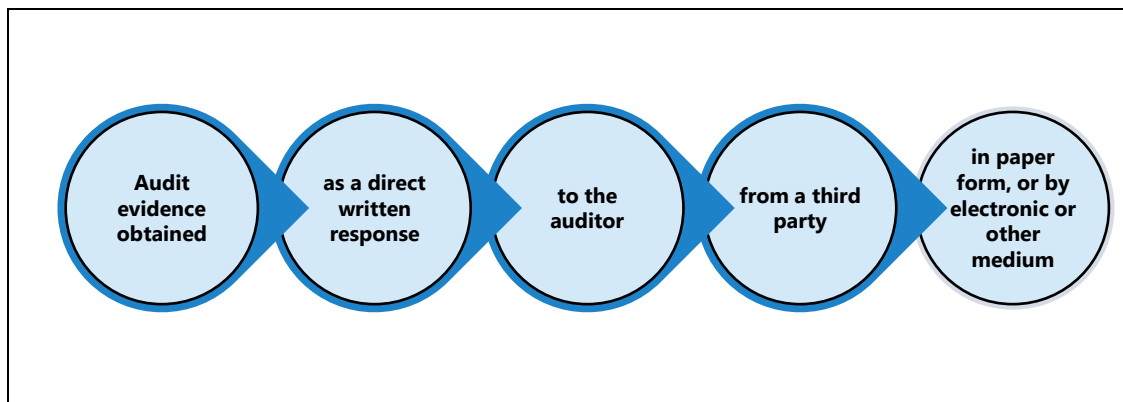 Audit
evidence
obtained
as a direct
written
response
to the
auditor
from a third
party
in paper
form, or by
electronic or
other
medium